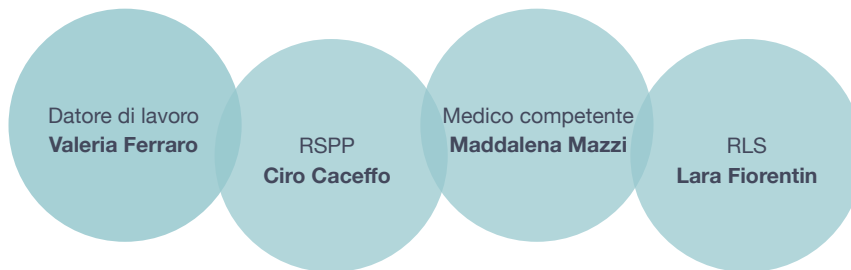 Datore di lavoro
Valeria Ferraro
RSPP
Ciro Caceffo
Medico competente
Maddalena Mazzi
RLS
Lara Fiorentin